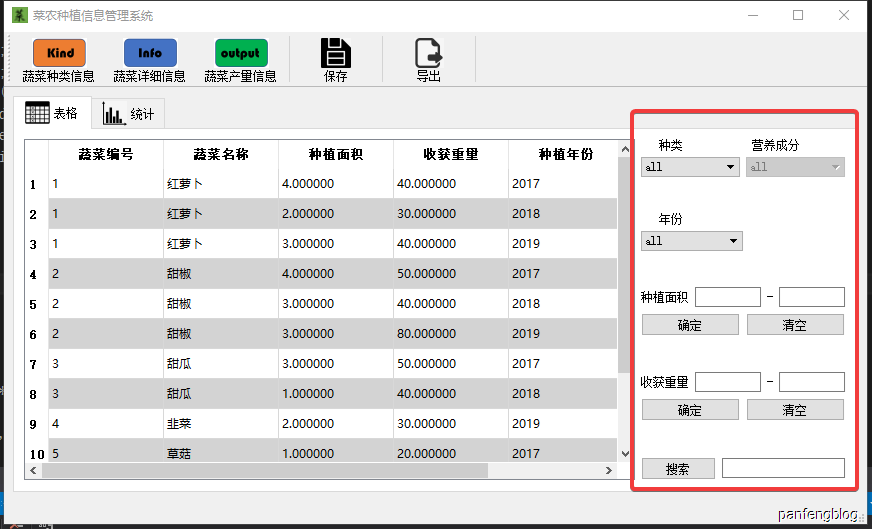 菜 菜农种植信息管理系统
Kind Info output
蔬菜种类信息 蔬菜详细信息 蔬菜产量信息 保存 导出
表格 统计
蔬菜编号 蔬菜名称 种植面积 收获重量 种植年份
1 1 红萝卜 4.000000 40.000000 2017
2 1 红萝卜 2.000000 30.000000 2018
3 1 红萝卜 3.000000 40.000000 2019
4 2 甜椒 4.000000 50.000000 2017
5 2 甜椒 3.000000 40.000000 2018
6 2 甜椒 3.000000 80.000000 2019
7 3 甜瓜 3.000000 50.000000 2017
8 3 甜瓜 1.000000 40.000000 2018
9 4 韭菜 2.000000 30.000000 2019
10 5 草菇 1.000000 20.000000 2017
种类 营养成分
all all
年份
all
种植面积 –
确定 清空
收获重量 –
确定 清空
搜索
panfengblog